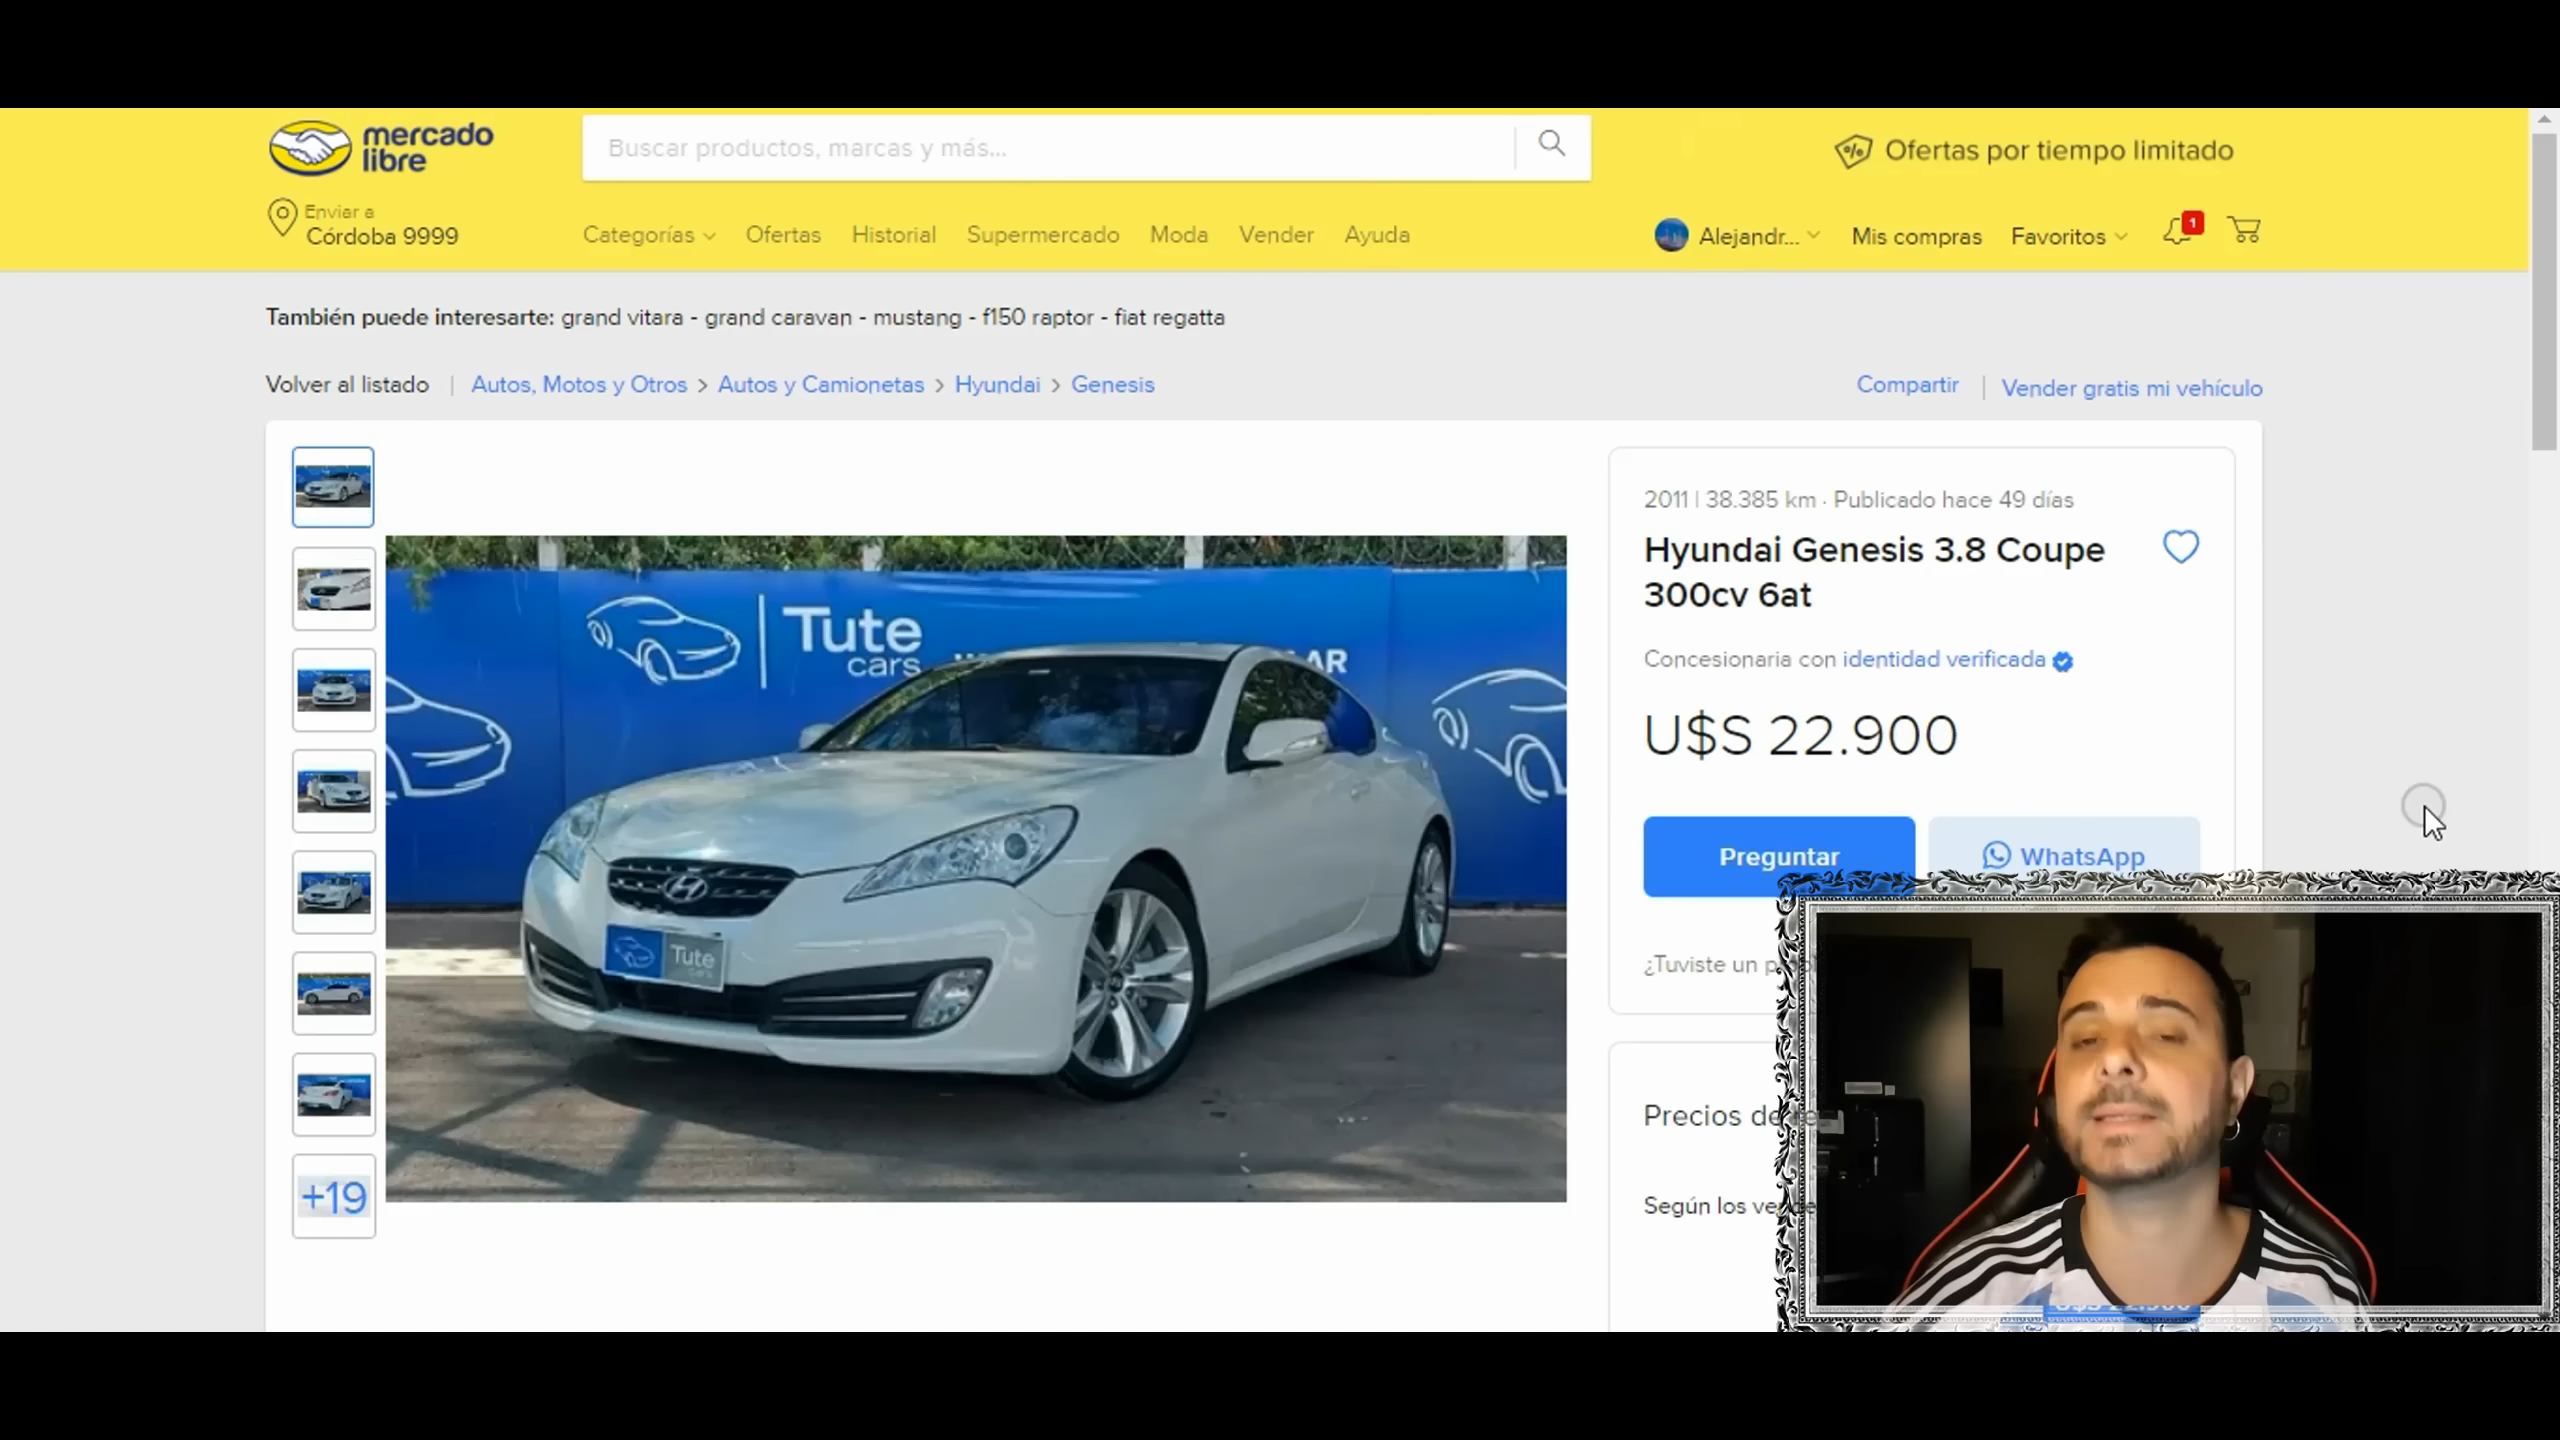 mercado
libre
Buscar productos, marcas y más...
Ofertas por tiempo limitado
Enviar a
Córdoba 9999
Categorías
Ofertas
Historial
Supermercado
Moda
Vender
Ayuda
Alejandr...
Mis compras
Favoritos
1
También puede interesarte: grand vitara - grand caravan - mustang - f150 raptor - fiat regatta
Volver al listado | Autos, Motos y Otros > Autos y Camionetas > Hyundai > Genesis
Compartir | Vender gratis mi vehículo
Tute
cars
AR
Tute
cars
+19
2011 | 38.385 km · Publicado hace 49 días
Hyundai Genesis 3.8 Coupe
300cv 6at
Concesionaria con identidad verificada
U$S 22.900
Preguntar
WhatsApp
¿Tuviste un
Precios de
Según los
U$S 22.900